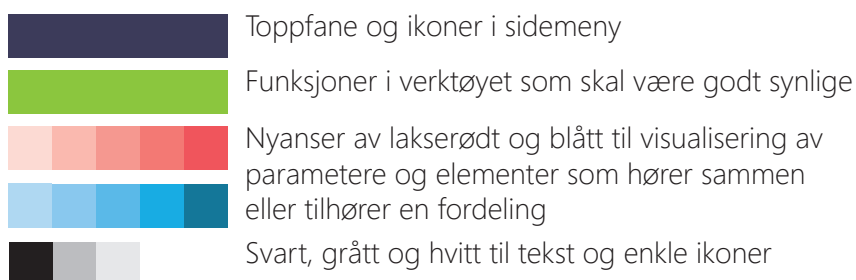 Toppfane og ikoner i sidemeny
Funksjoner i verktøyet som skal være godt synlige
Nyanser av lakserødt og blått til visualisering av
parametere og elementer som hører sammen
eller tilhører en fordeling
Svart, grått og hvitt til tekst og enkle ikoner